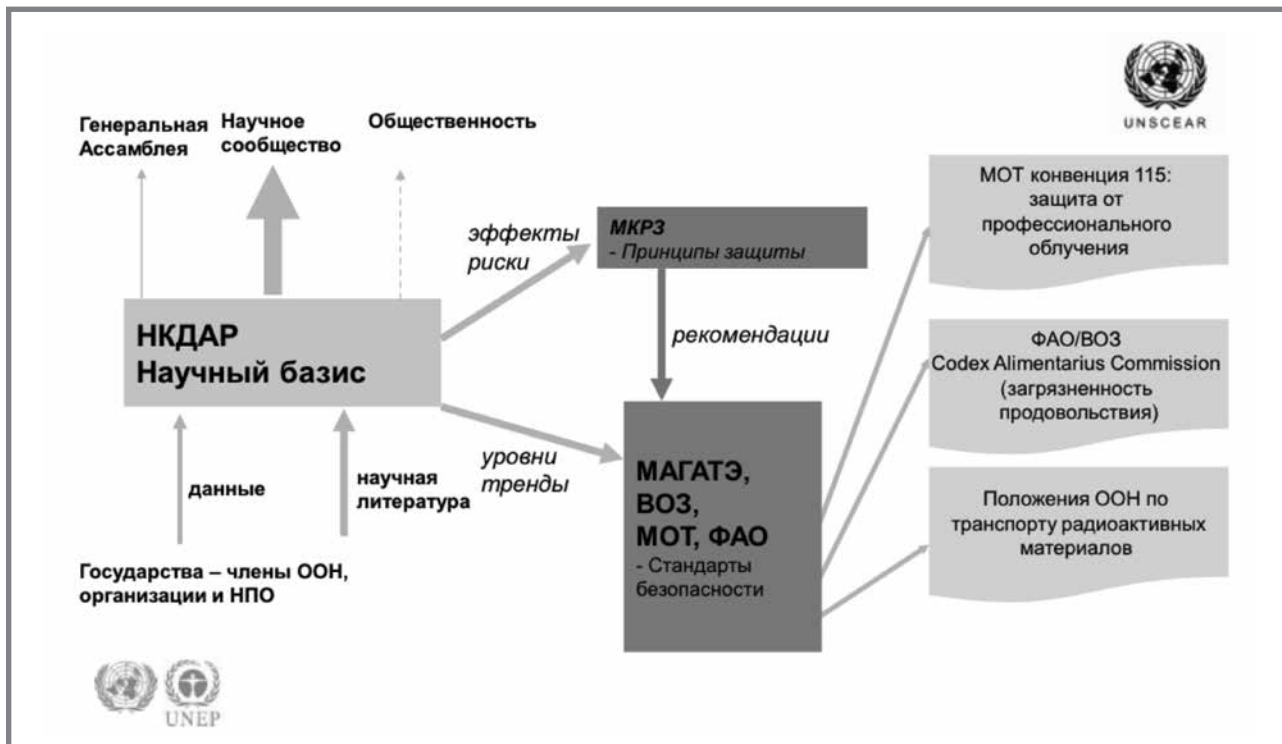 UNSCEAR
Генеральная
Ассамблея
Научное
сообщество
Общественность
эффекты
риски
МКРЗ
- Принципы защиты
НКДАР
Научный базис
рекомендации
данные
научная
литература
уровни
тренды
МАГАТЭ,
ВОЗ,
МОТ, ФАО
- Стандарты
безопасности
Государства – члены ООН,
организации и НПО
МОТ конвенция 115:
защита от
профессионального
облучения
ФАО/ВОЗ
Codex Alimentarius Commission
(загрязненность
продовольствия)
Положения ООН по
транспорту радиоактивных
материалов
UNEP